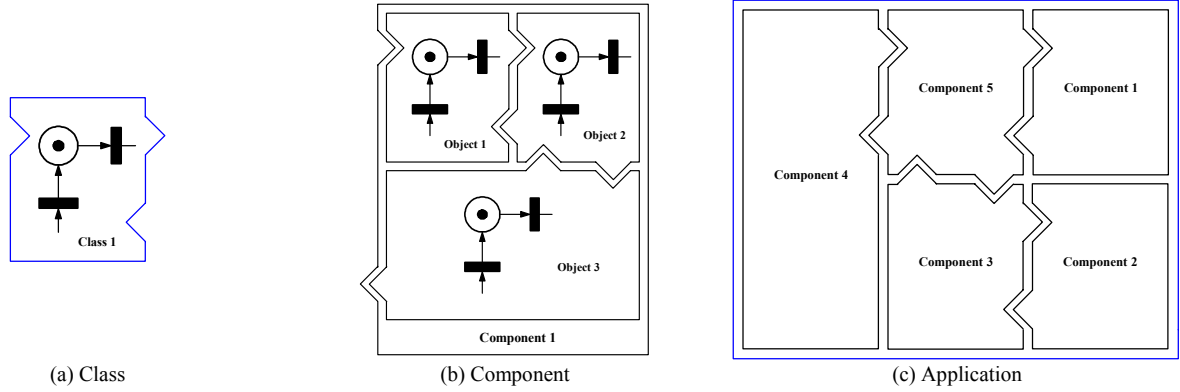 Class 1
(a) Class
Object 1
Object 2
Object 3
Component 1
(b) Component
Component 5
Component 1
Component 4
Component 3
Component 2
(c) Application